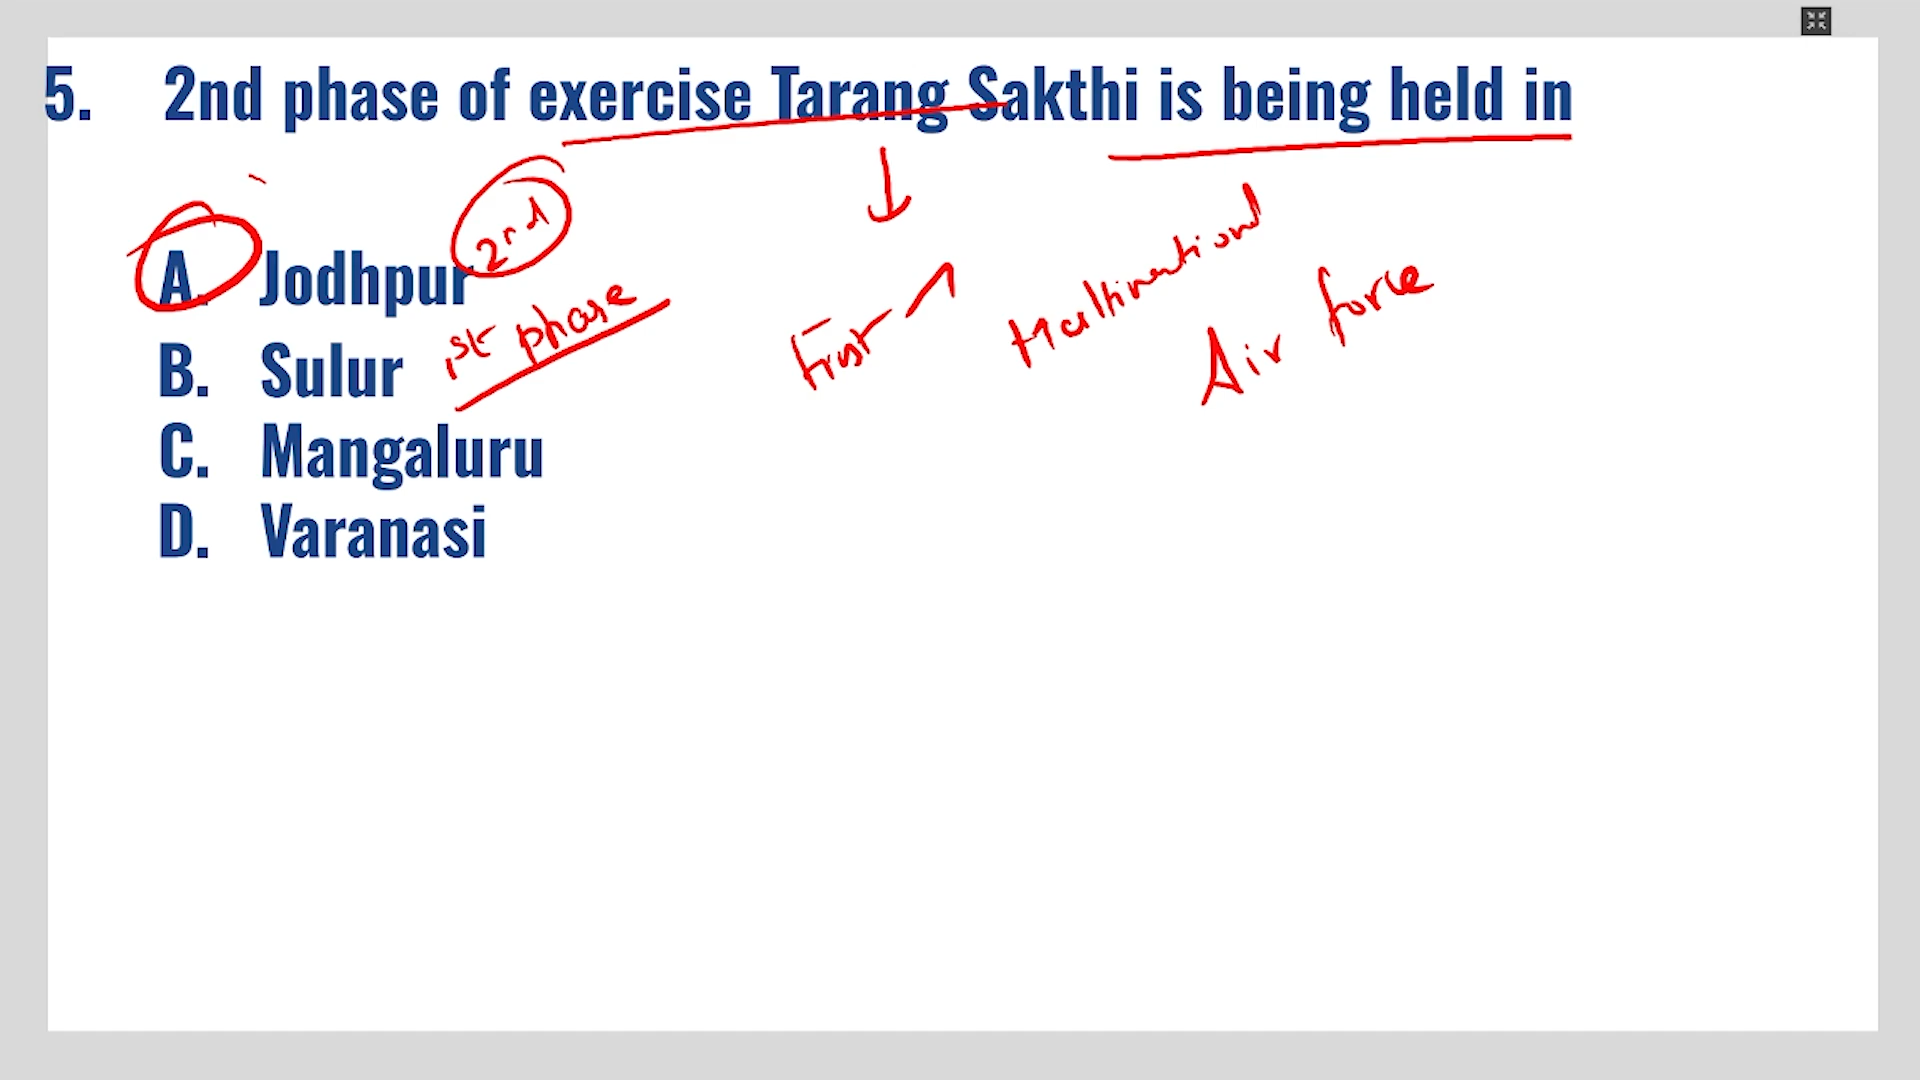 5. 2nd phase of exercise Tarang Sakthi is being held in
A. Jodhpur 2nd
B. Sulur 1st phase
C. Mangaluru
D. Varanasi
First Multinational
Air force